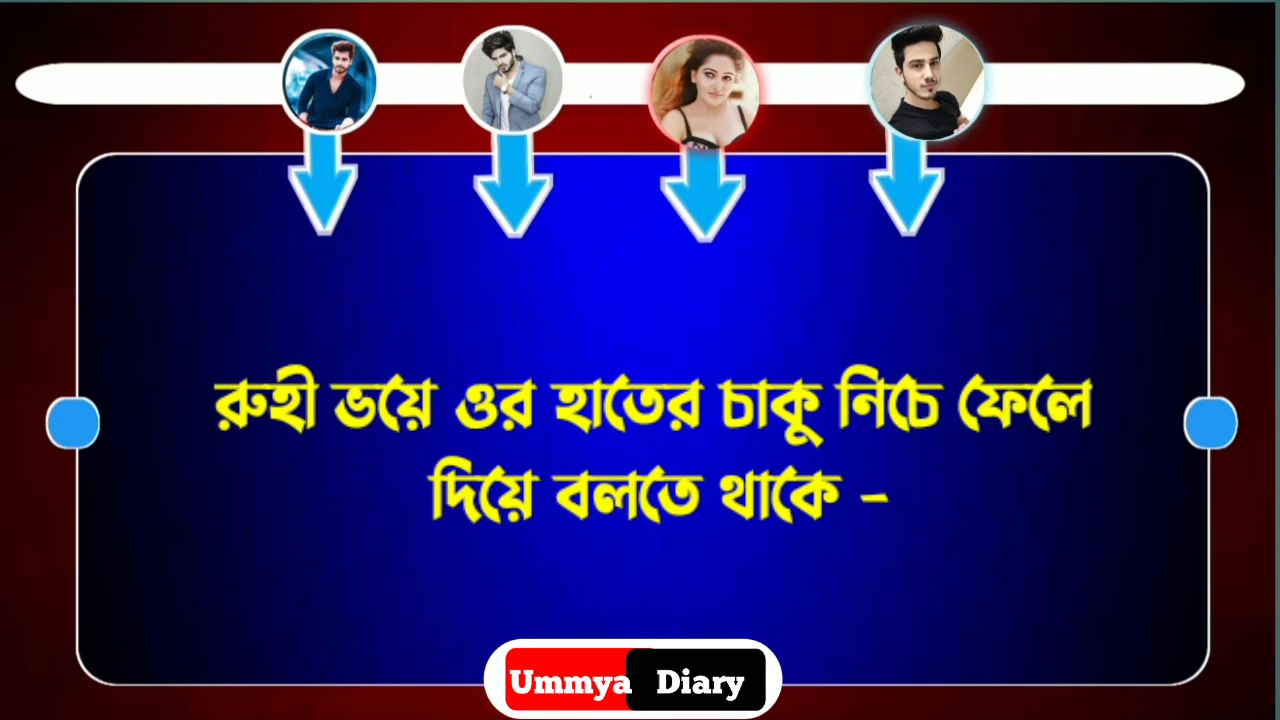 রুহী ভয়ে ওর হাতের চাকু নিচে ফেলে
দিয়ে বলতে থাকে -
Ummya Diary